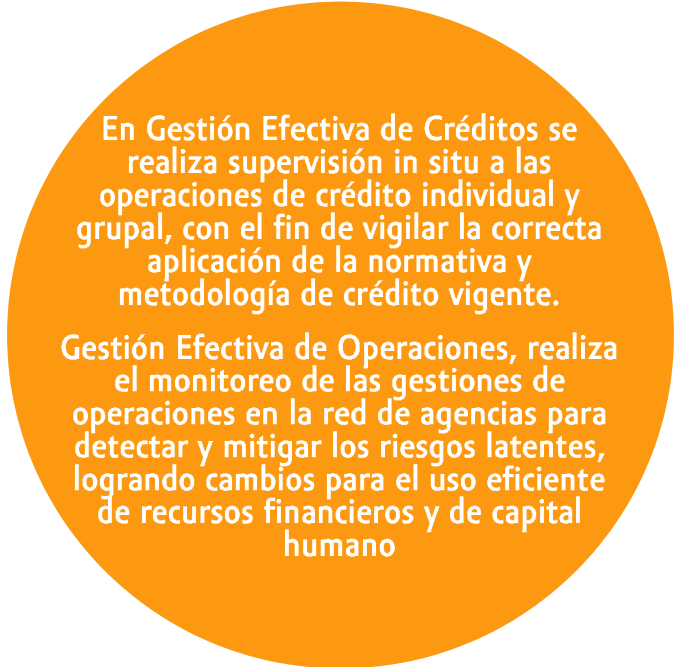 En Gestión Efectiva de Créditos se
realiza supervisión in situ a las
operaciones de crédito individual y
grupal, con el fin de vigilar la correcta
aplicación de la normativa y
metodología de crédito vigente.
Gestión Efectiva de Operaciones, realiza
el monitoreo de las gestiones de
operaciones en la red de agencias para
detectar y mitigar los riesgos latentes,
logrando cambios para el uso eficiente
de recursos financieros y de capital
humano